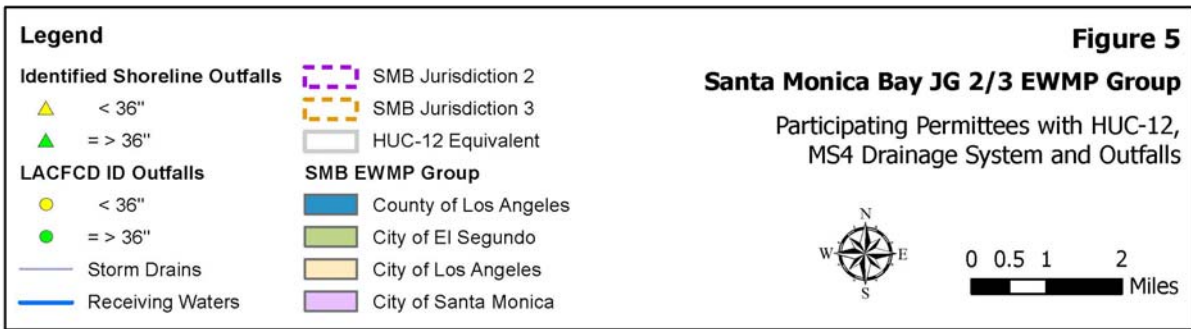 Legend
Identified Shoreline Outfalls
< 36"
= > 36"
LACFCD ID Outfalls
< 36"
= > 36"
Storm Drains
Receiving Waters
SMB Jurisdiction 2
SMB Jurisdiction 3
HUC-12 Equivalent
SMB EWMP Group
County of Los Angeles
City of El Segundo
City of Los Angeles
City of Santa Monica
Figure 5
Santa Monica Bay JG 2/3 EWMP Group
Participating Permittees with HUC-12,
MS4 Drainage System and Outfalls
N
W E
S
0 0.5 1 2
Miles